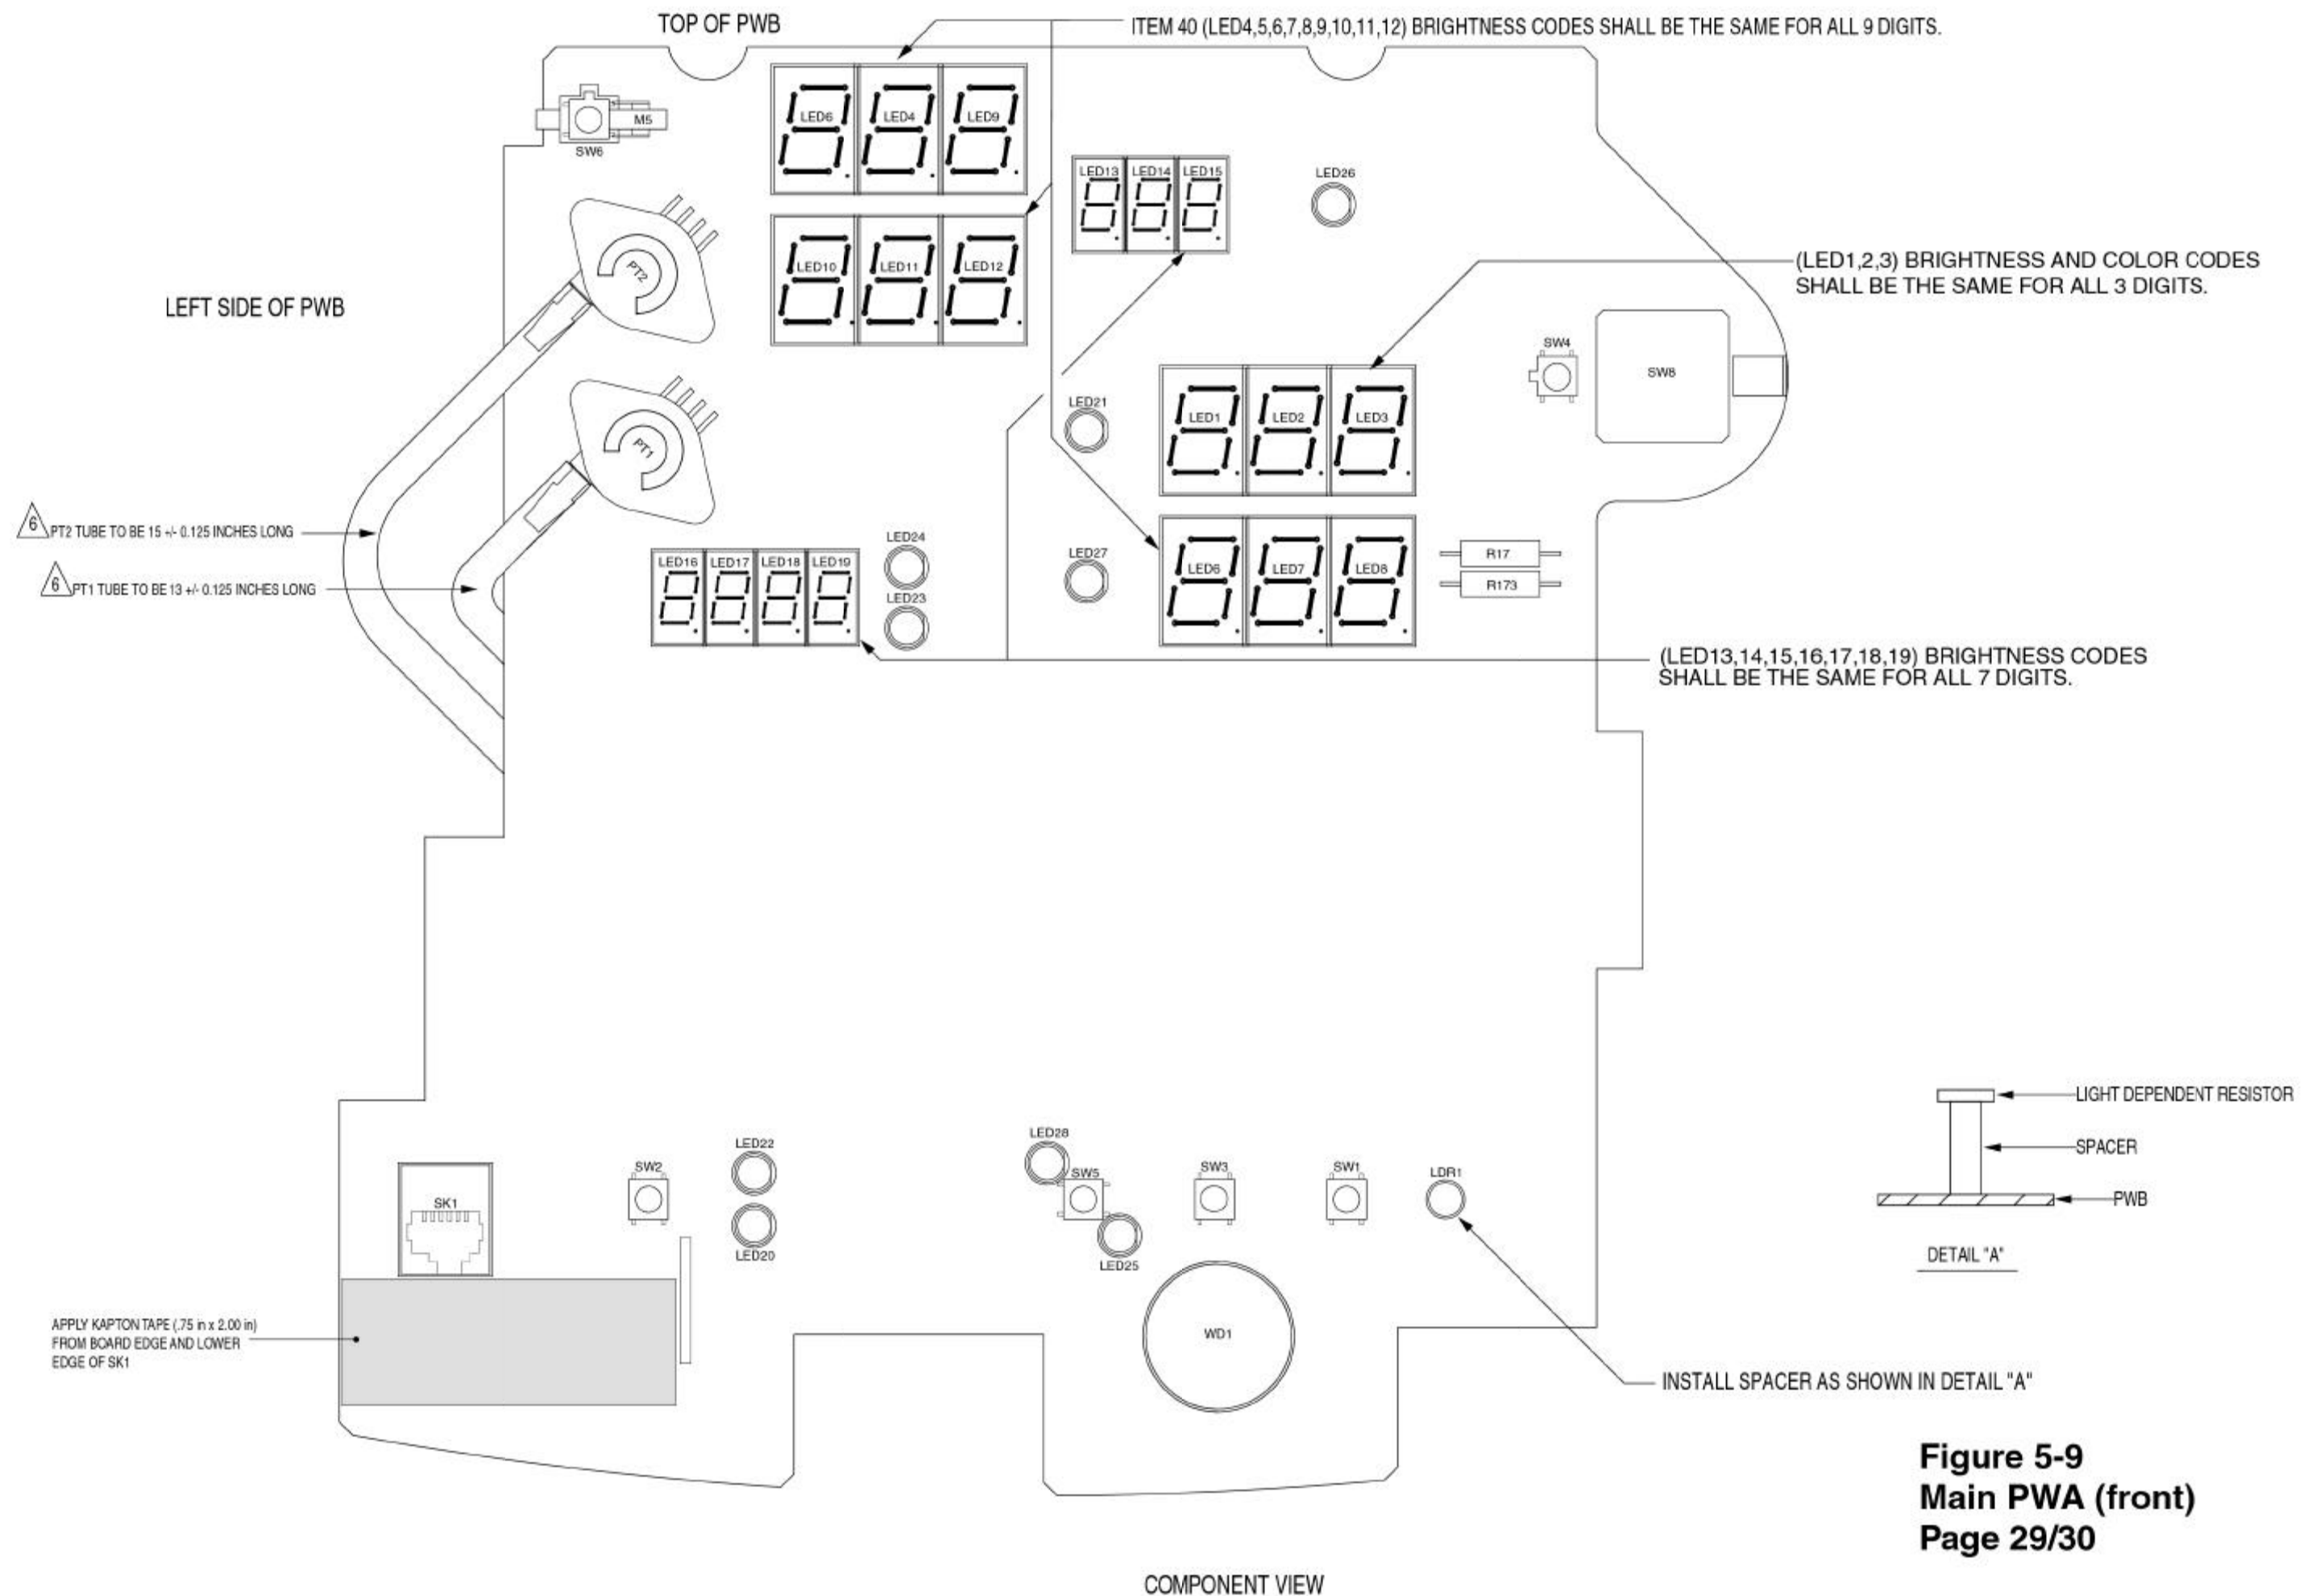 TOP OF PWB
ITEM 40 (LED4,5,6,7,8,9,10,11,12) BRIGHTNESS CODES SHALL BE THE SAME FOR ALL 9 DIGITS.
LED6 LED4 LED9
M5
SW6
LED13 LED14 LED15
LED26
LED10 LED11 LED12
PT2
(LED1,2,3) BRIGHTNESS AND COLOR CODES
SHALL BE THE SAME FOR ALL 3 DIGITS.
LEFT SIDE OF PWB
SW4
SW8
LED21
LED1 LED2 LED3
PT1
6
PT2 TUBE TO BE 15 +/- 0.125 INCHES LONG
6
PT1 TUBE TO BE 13 +/- 0.125 INCHES LONG
LED24
LED16 LED17 LED18 LED19
LED23
LED27
LED6 LED7 LED8
R17
R173
(LED13,14,15,16,17,18,19) BRIGHTNESS CODES
SHALL BE THE SAME FOR ALL 7 DIGITS.
LIGHT DEPENDENT RESISTOR
SPACER
PWB
DETAIL "A"
LED22
LED28
SW2
SW5
SW3
SW1
LDR1
SK1
LED20
LED25
WD1
APPLY KAPTON TAPE (.75 in x 2.00 in)
FROM BOARD EDGE AND LOWER
EDGE OF SK1
INSTALL SPACER AS SHOWN IN DETAIL "A"
Figure 5-9
Main PWA (front)
Page 29/30
COMPONENT VIEW